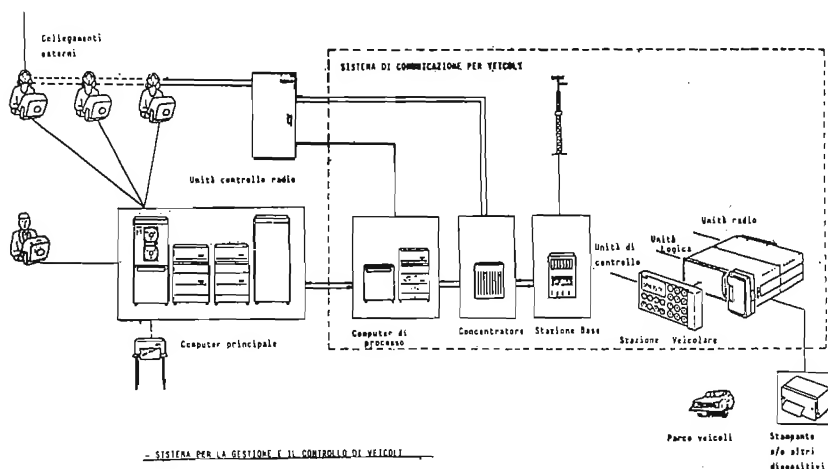 Collegamenti
esterni
SISTEMA DI COMUNICAZIONE PER VEICOLI
Unità controllo radio
Unità radio
Unità
Logica
Unità di
controllo
Computer principale
Computer di
processo
Concentratore
Stazione Base
Stazione Veicolare
Parco veicoli
Stampante
e/o altri
dispositivi
- SISTEMA PER LA GESTIONE E IL CONTROLLO DI VEICOLI